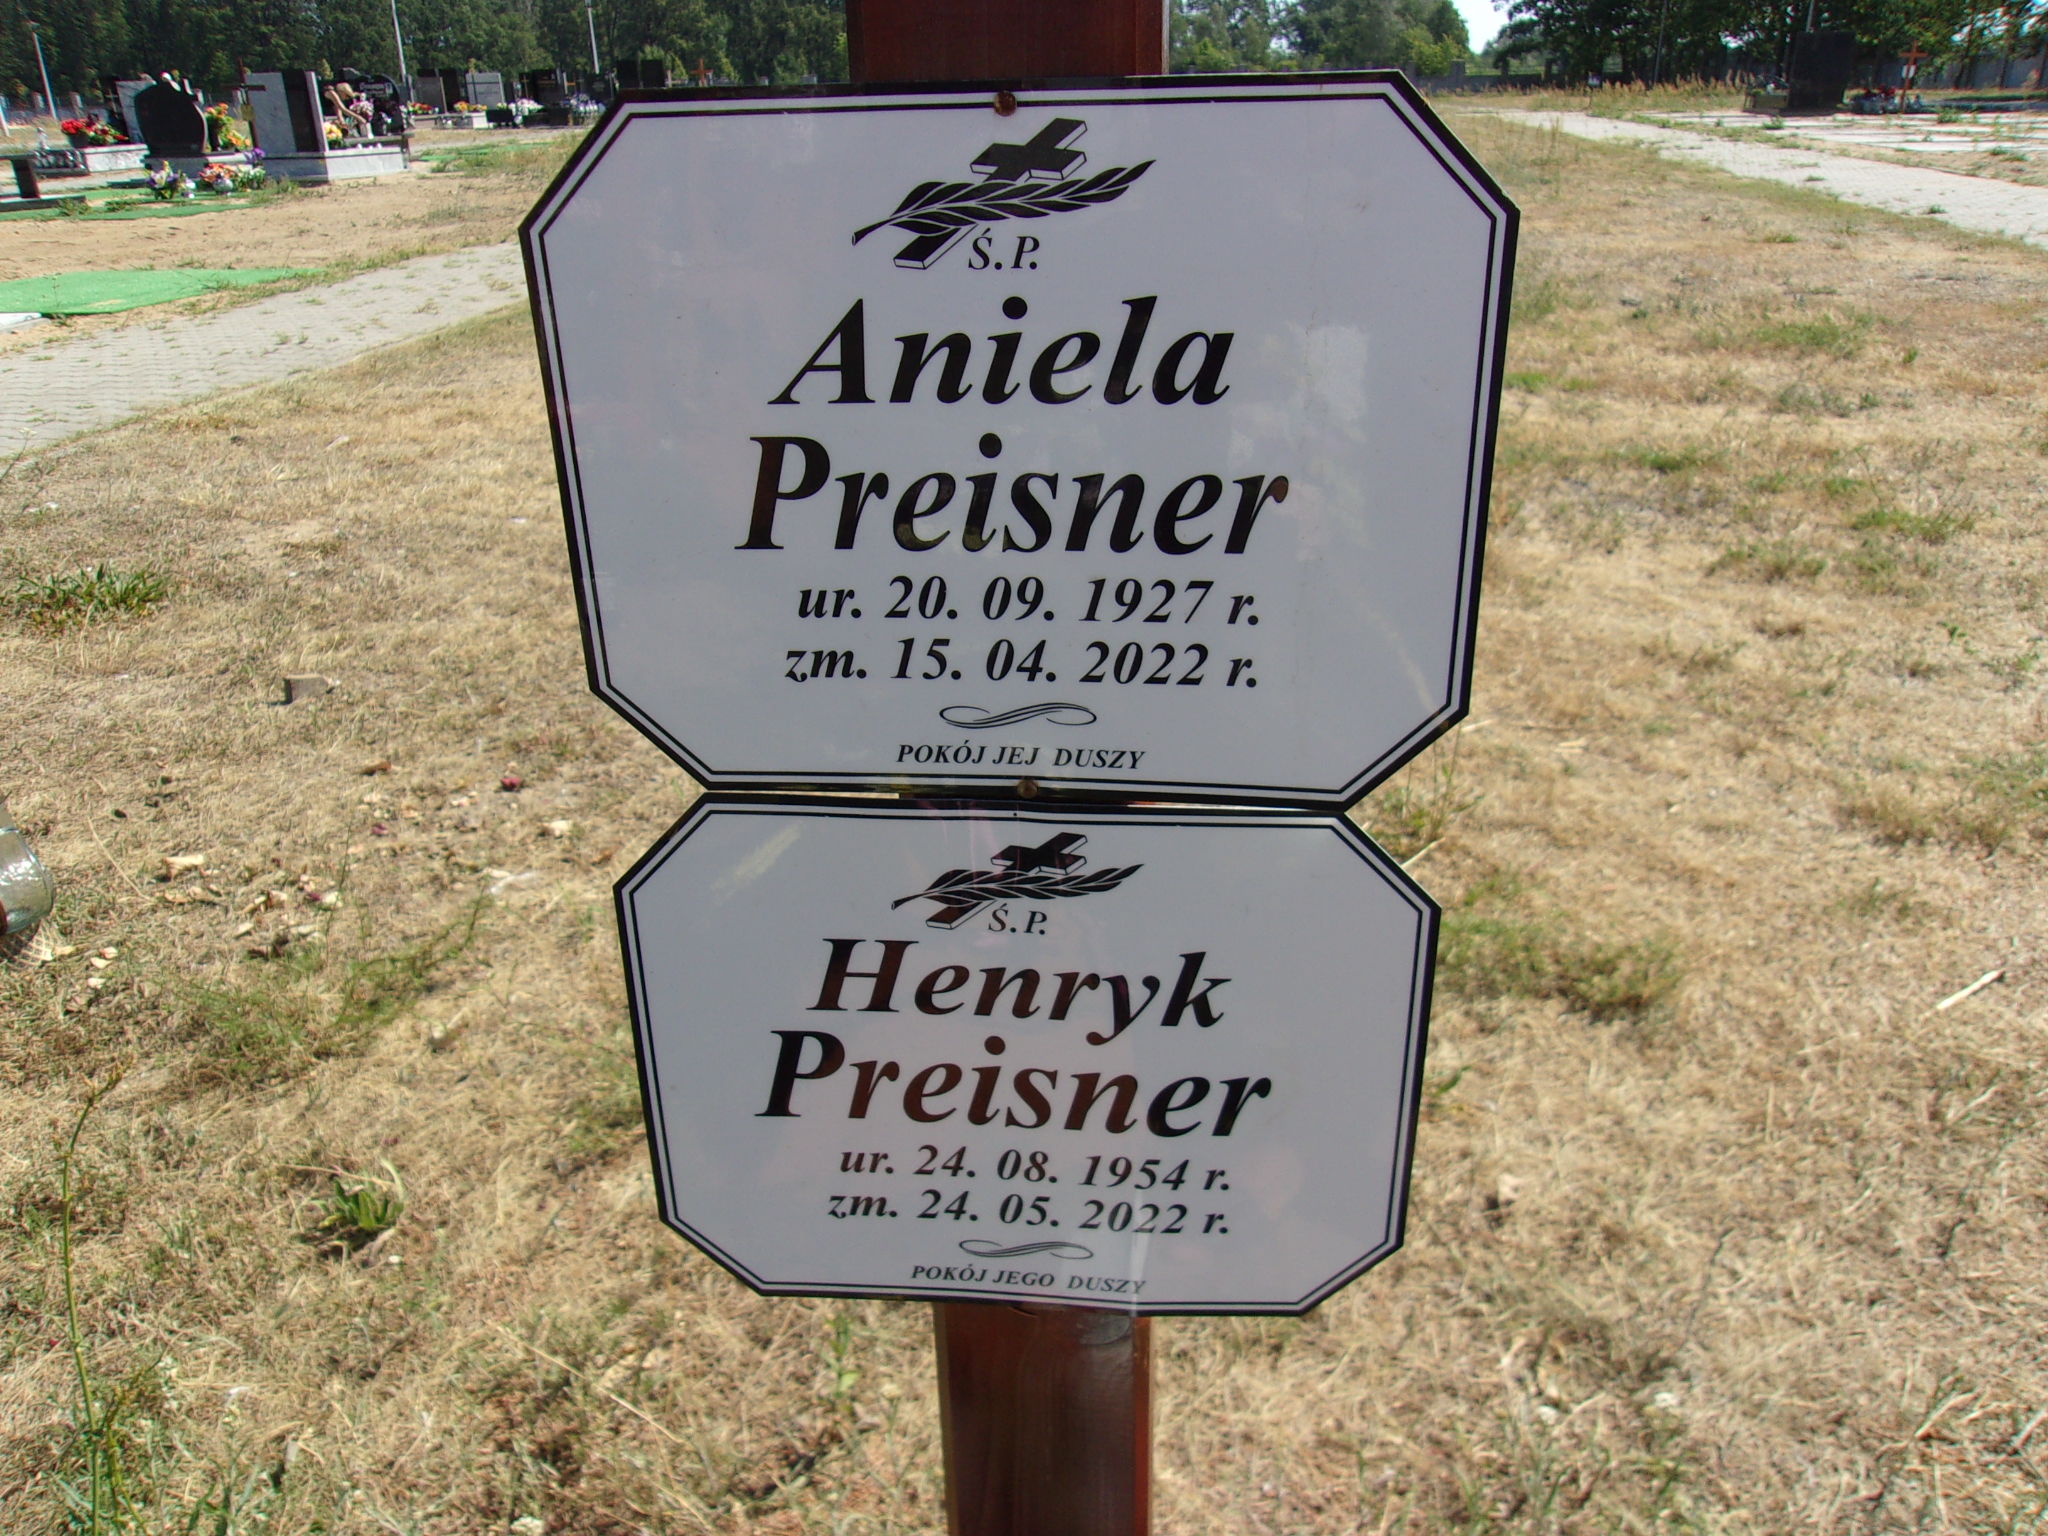 Ś.P.
Aniela
Preisner
ur. 20. 09. 1927 r.
zm. 15. 04. 2022 r.
POKÓJ JEJ DUSZY
Ś.P.
Henryk
Preisner
ur. 24. 08. 1954 r.
zm. 24. 05. 2022 r.
POKÓJ JEGO DUSZY